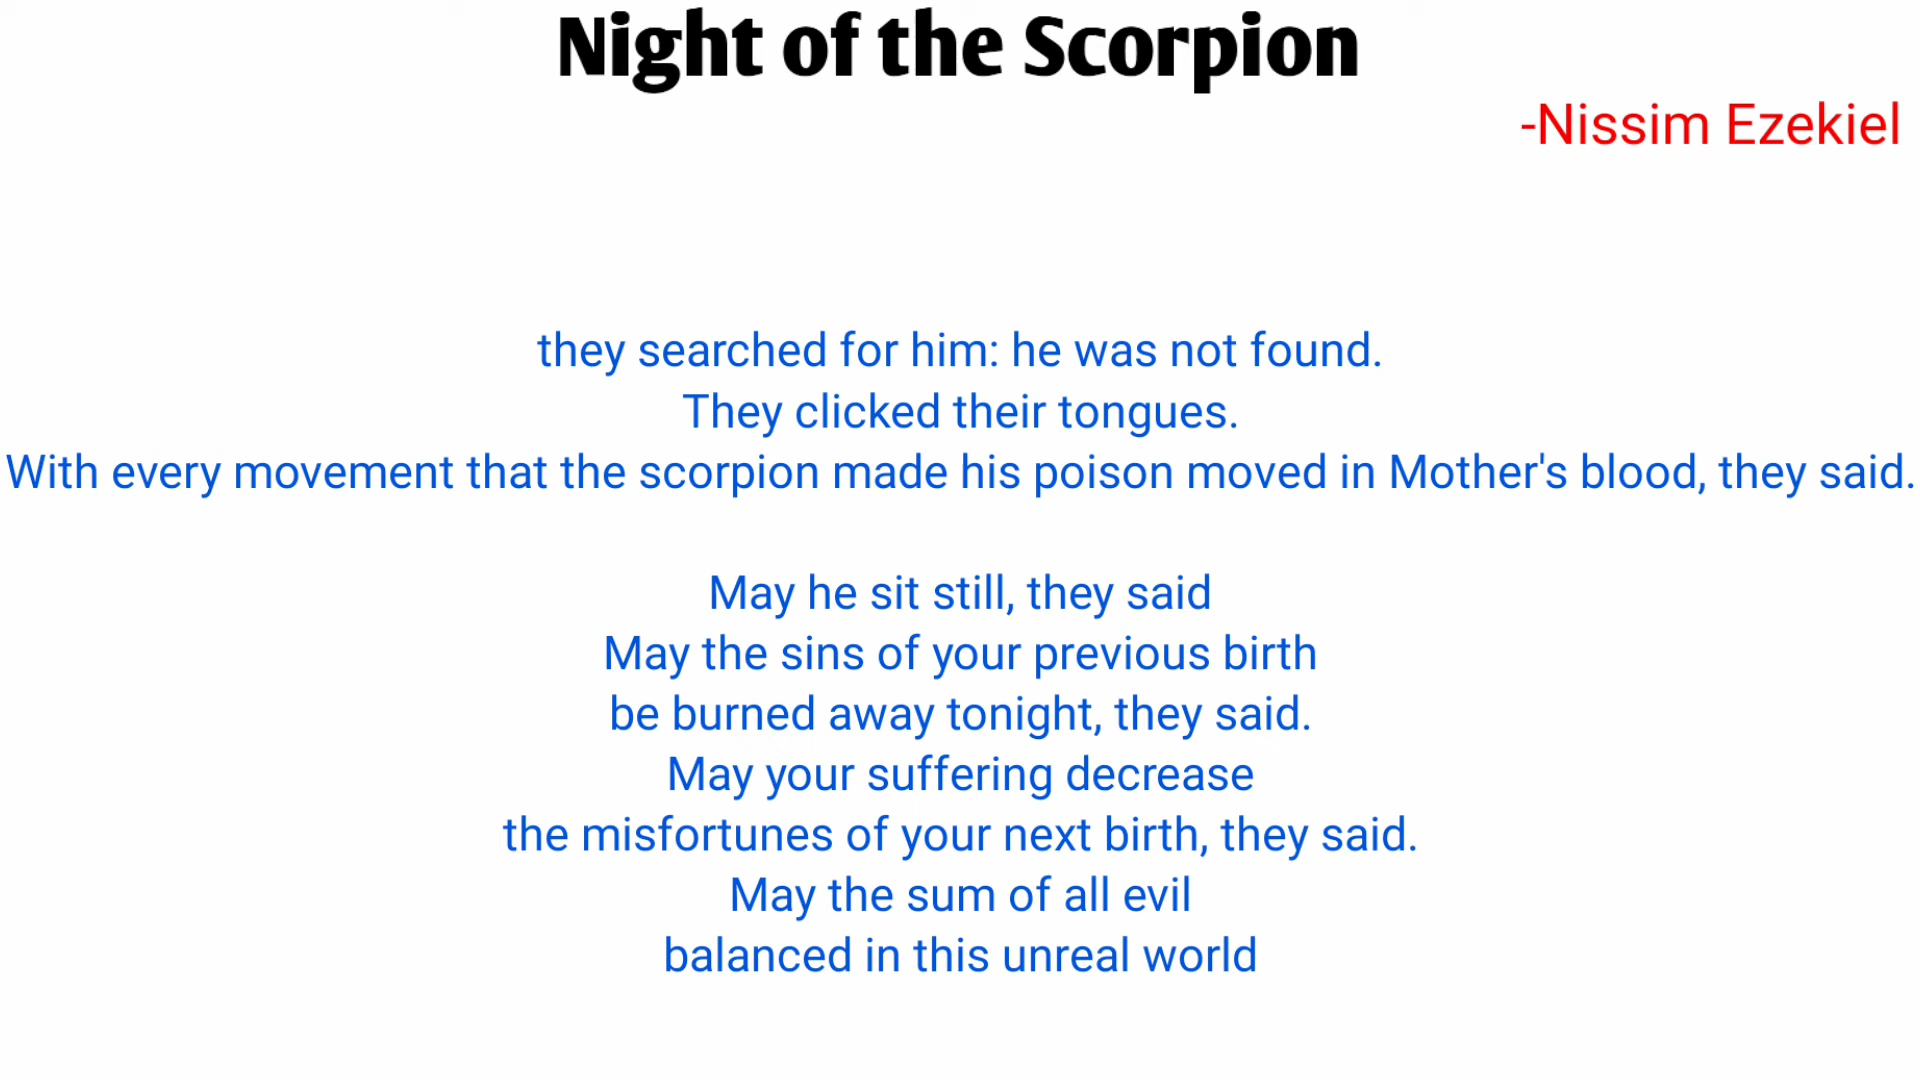 Night of the Scorpion
-Nissim Ezekiel
they searched for him: he was not found.
They clicked their tongues.
With every movement that the scorpion made his poison moved in Mother's blood, they said.
May he sit still, they said
May the sins of your previous birth
be burned away tonight, they said.
May your suffering decrease
the misfortunes of your next birth, they said.
May the sum of all evil
balanced in this unreal world